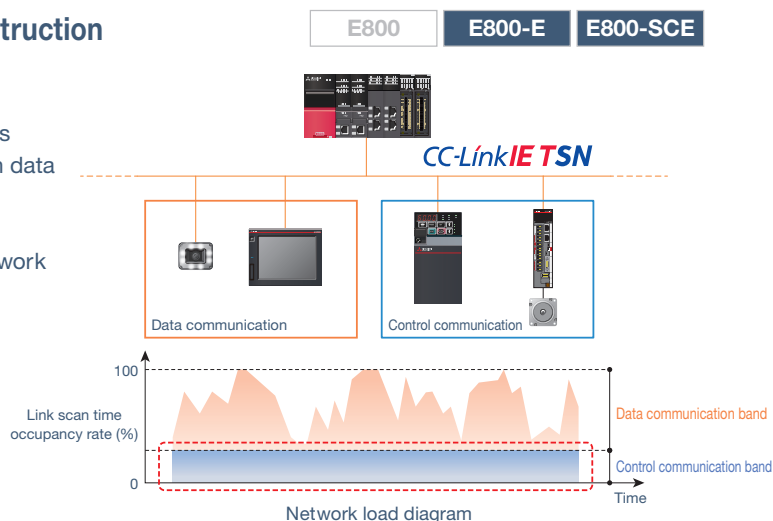 truction
E800
E800-E
E800-SCE
s
data
work
CC-Link IE TSN
Data communication
Control communication
100
Link scan time
occupancy rate (%)
0
Data communication band
Control communication band
Time
Network load diagram